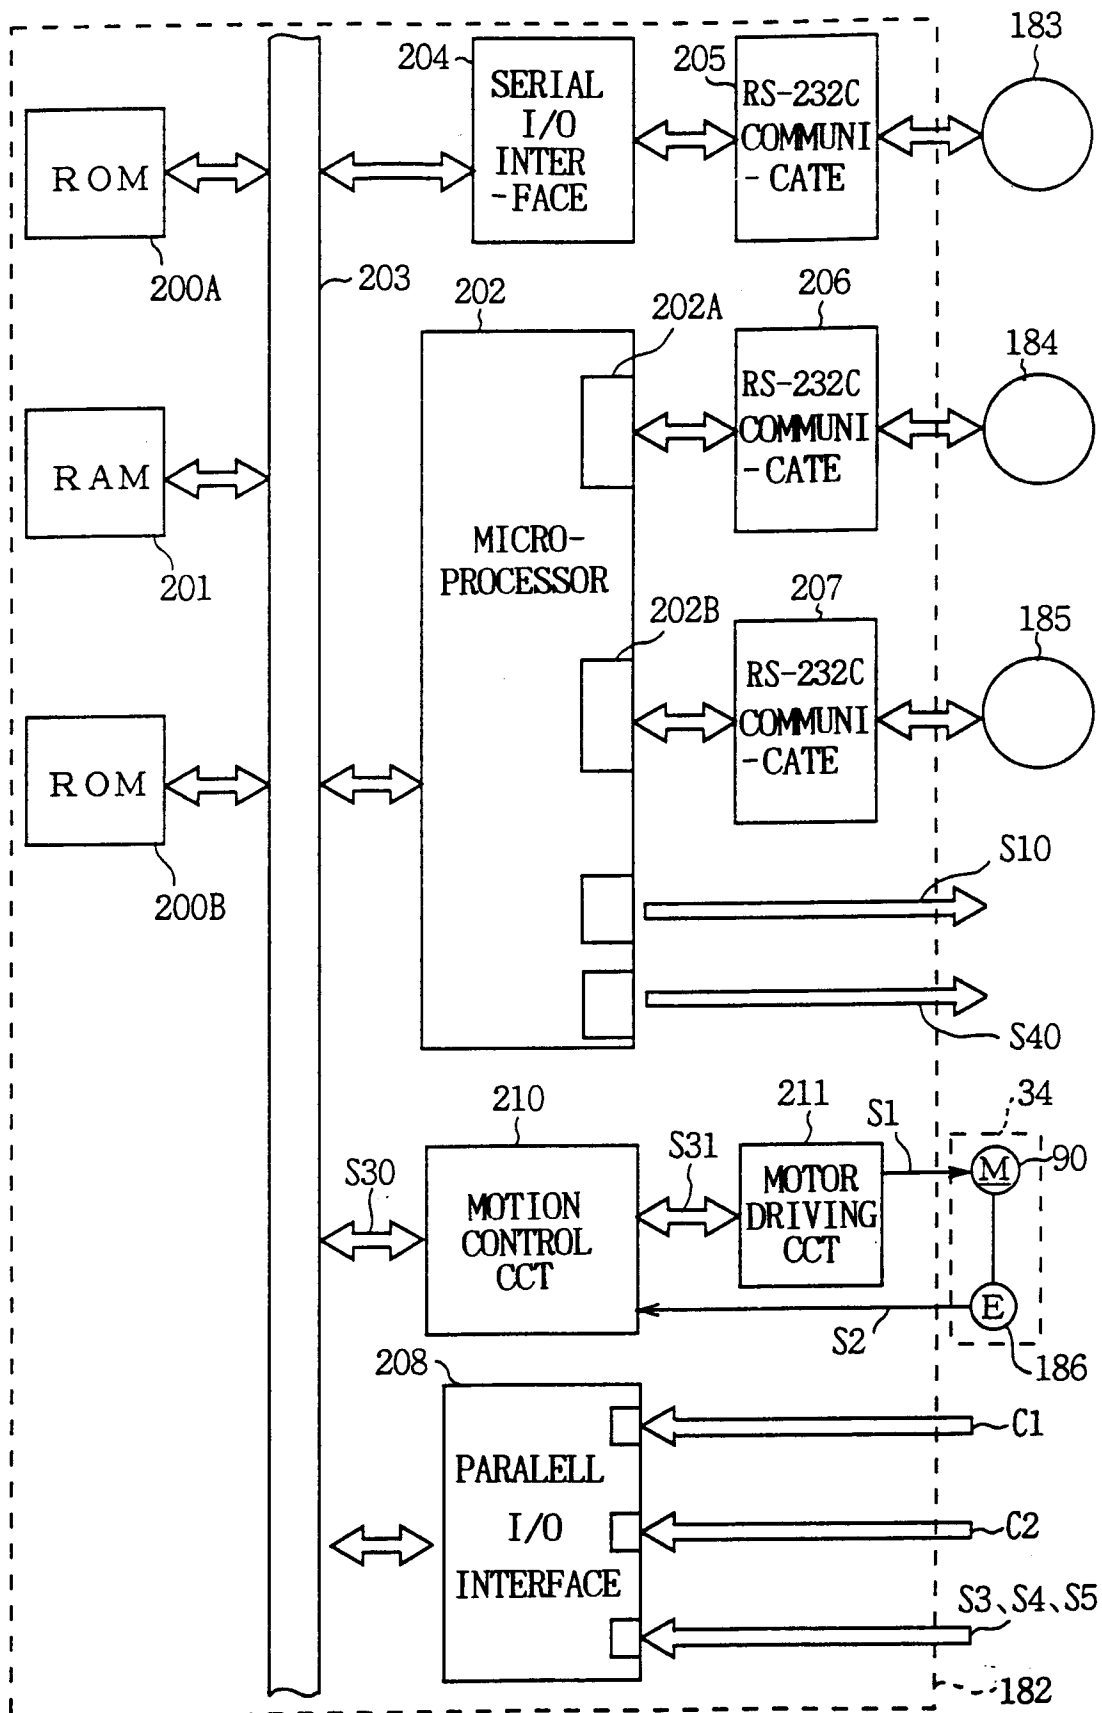 183
204
205
SERIAL
I/O
INTER
-FACE
RS-232C
COMMUNI
-CATE
ROM
200A
203
202
202A
206
184
RS-232C
COMMUNI
-CATE
RAM
201
MICRO-
PROCESSOR
202B
207
185
RS-232C
COMMUNI
-CATE
ROM
200B
S10
S40
210
211
S1
34
S30
S31
M
90
MOTION
CONTROL
CCT
MOTOR
DRIVING
CCT
S2
E
186
208
C1
PARALELL
I/O
INTERFACE
C2
S3、S4、S5
182